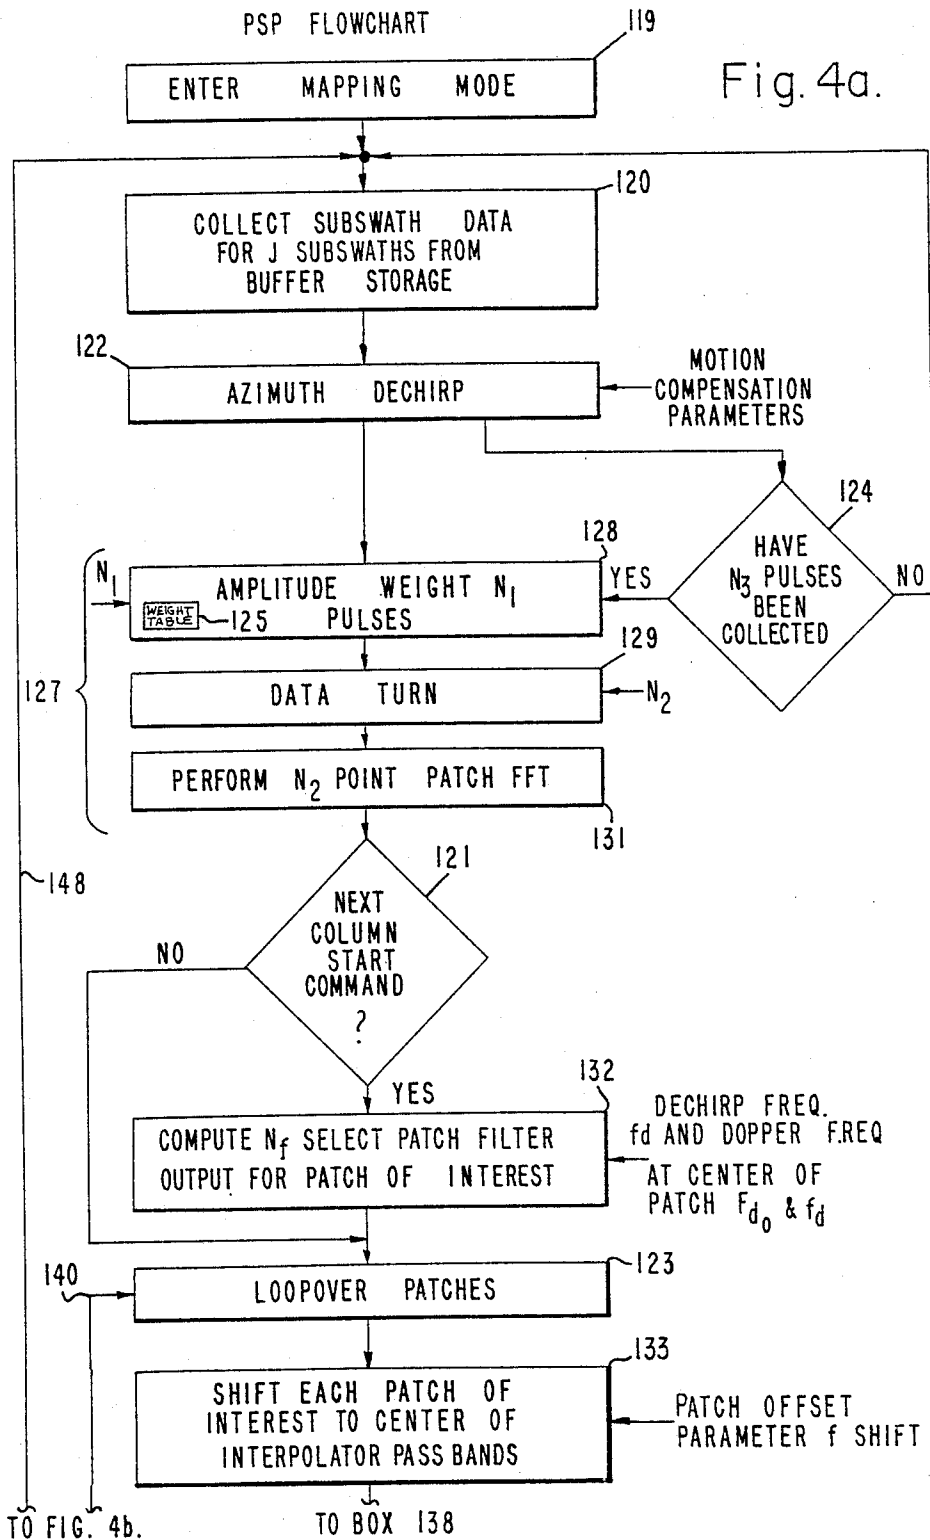 PSP FLOWCHART
119
Fig. 4a.
ENTER MAPPING MODE
120
COLLECT SUBSWATH DATA
FOR J SUBSWATHS FROM
BUFFER STORAGE
122
AZIMUTH DECHIRP
MOTION
COMPENSATION
PARAMETERS
124
HAVE
N3 PULSES
BEEN
COLLECTED
NO
YES
128
N1
AMPLITUDE WEIGHT N1
PULSES
WEIGHT
TABLE
125
127
129
DATA TURN
N2
PERFORM N2 POINT PATCH FFT
131
121
148
NEXT
COLUMN
START
COMMAND
?
NO
YES
132
COMPUTE Nf SELECT PATCH FILTER
OUTPUT FOR PATCH OF INTEREST
DECHIRP FREQ.
fd AND DOPPER FREQ
AT CENTER OF
PATCH Fdo & fd
123
140
LOOPOVER PATCHES
133
SHIFT EACH PATCH OF
INTEREST TO CENTER OF
INTERPOLATOR PASS BANDS
PATCH OFFSET
PARAMETER f SHIFT
TO FIG. 4b.
TO BOX 138